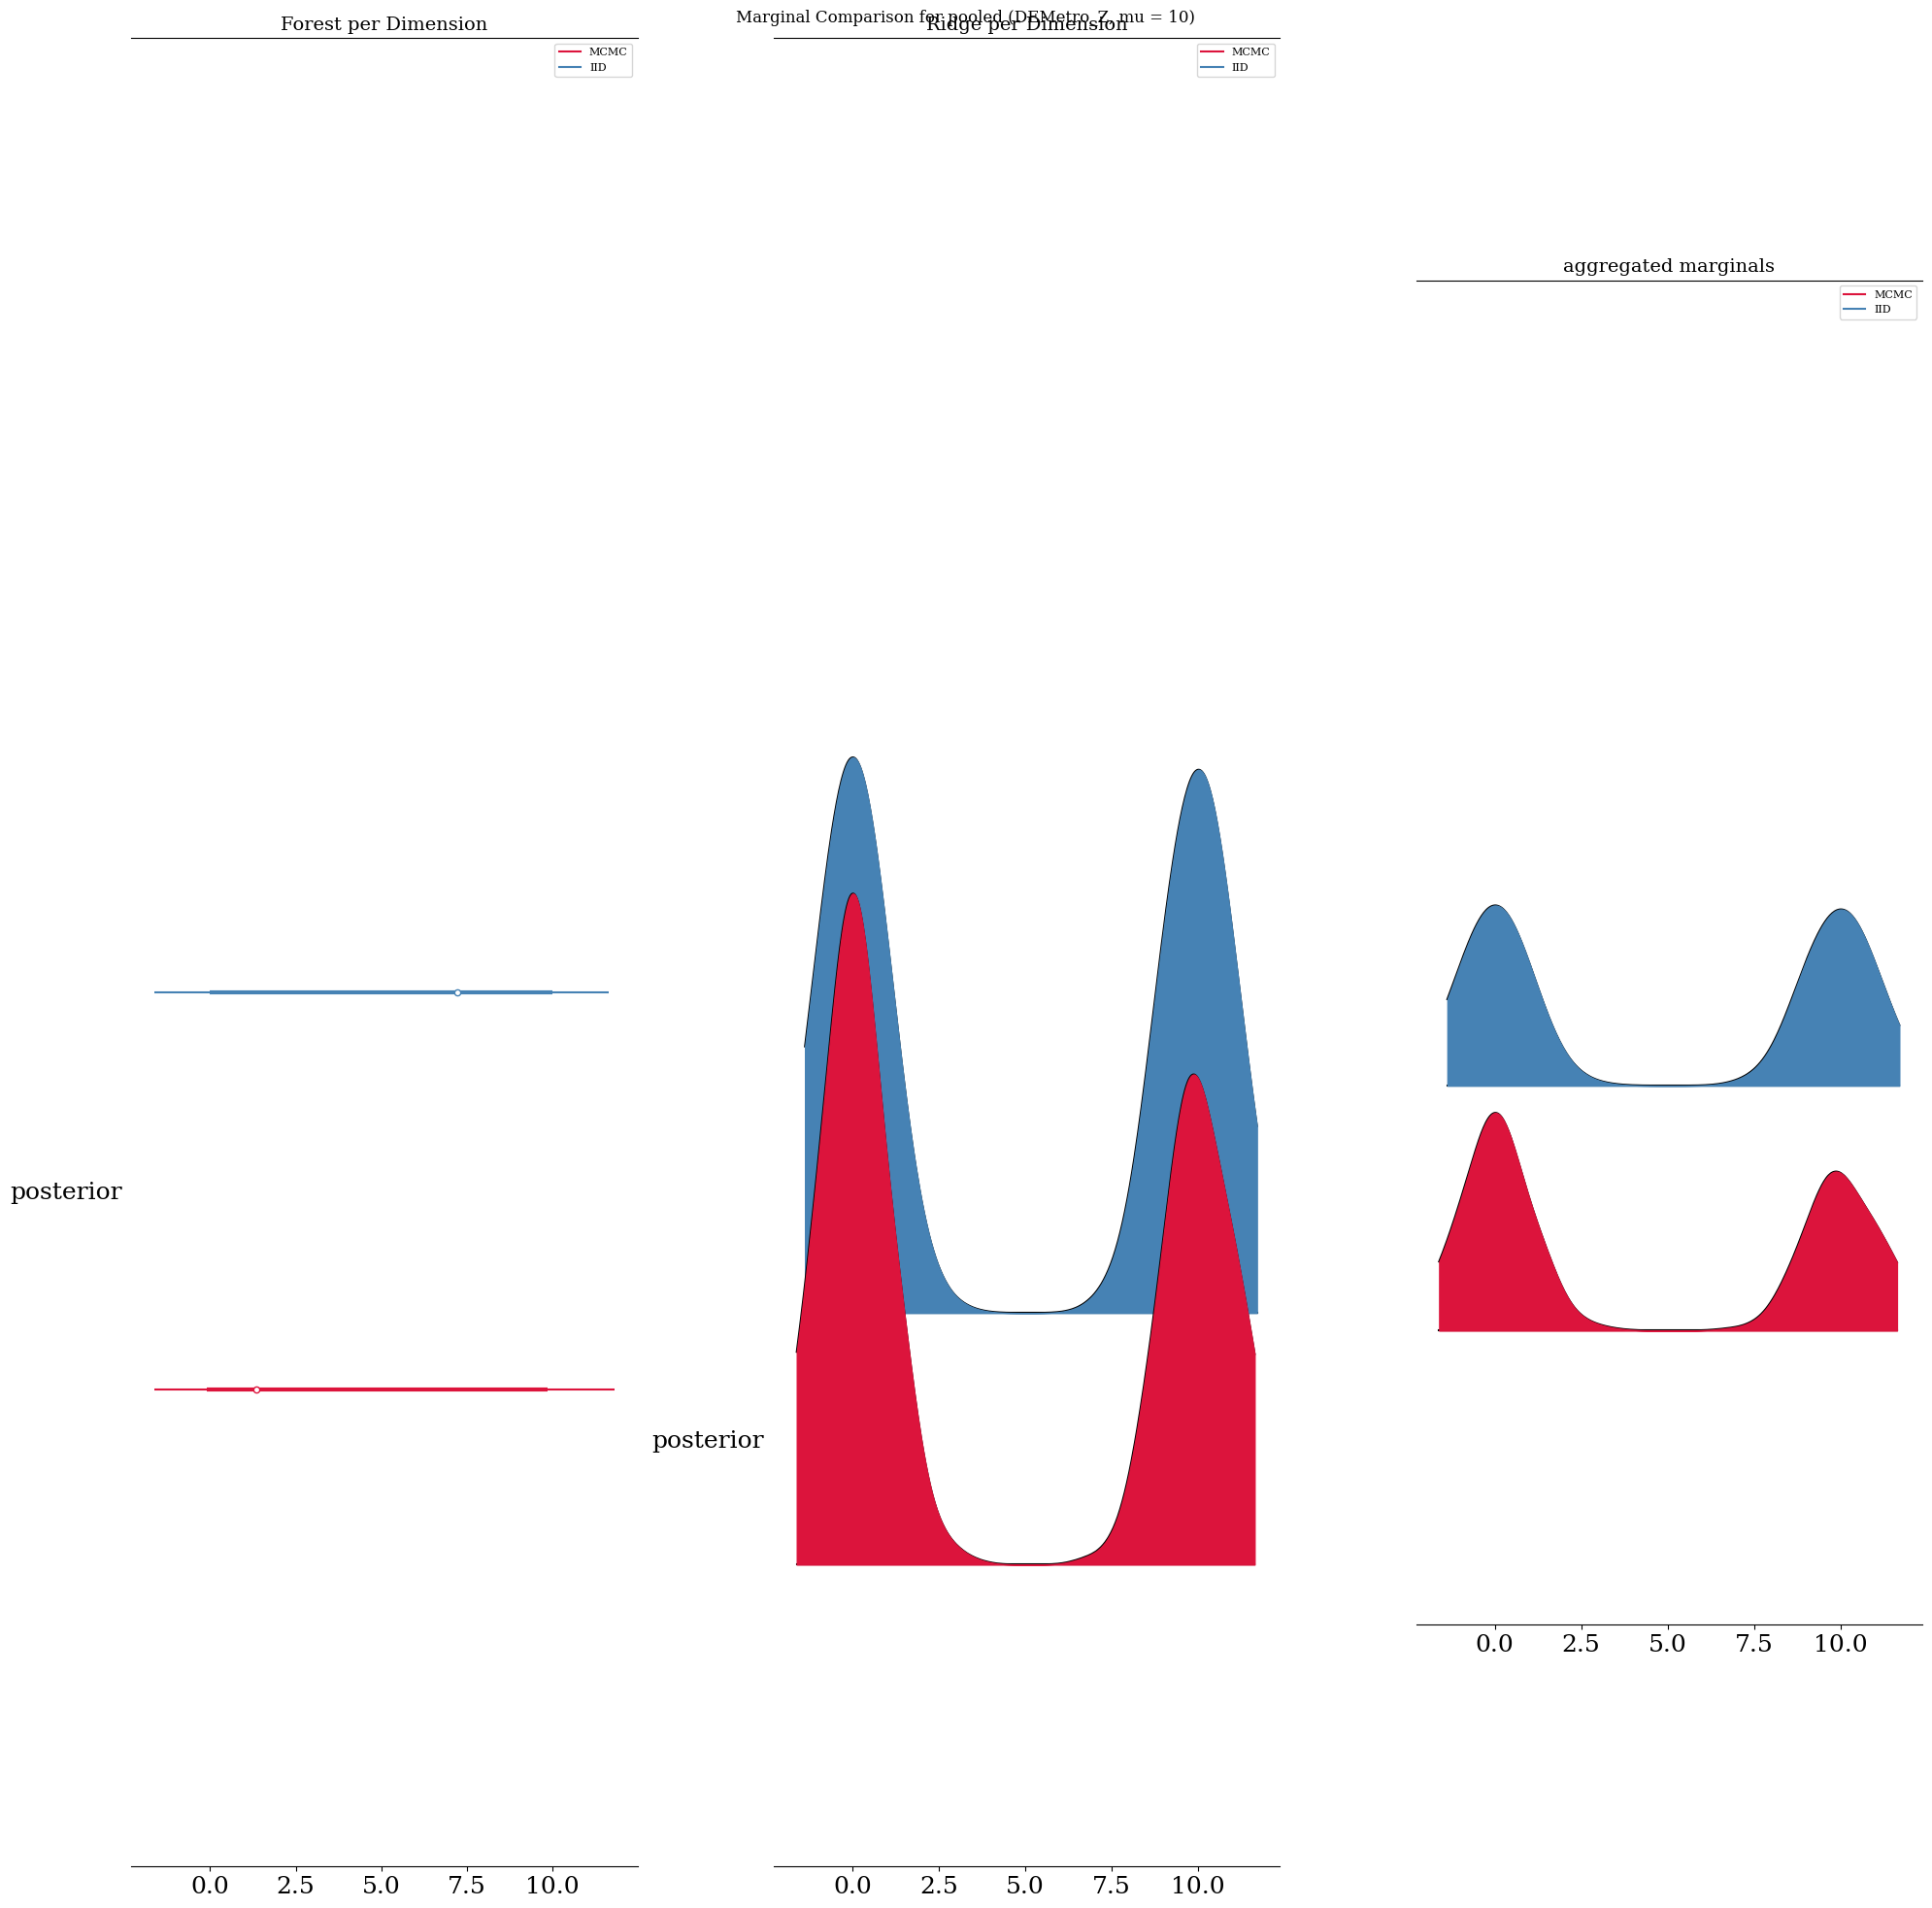 Marginal Comparison for pooled (DEMetro_Z, mu = 10)
Forest per Dimension
MCMC
IID
posterior
0.0 2.5 5.0 7.5 10.0
Ridge per Dimension
MCMC
IID
posterior
0.0 2.5 5.0 7.5 10.0
aggregated marginals
MCMC
IID
0.0 2.5 5.0 7.5 10.0